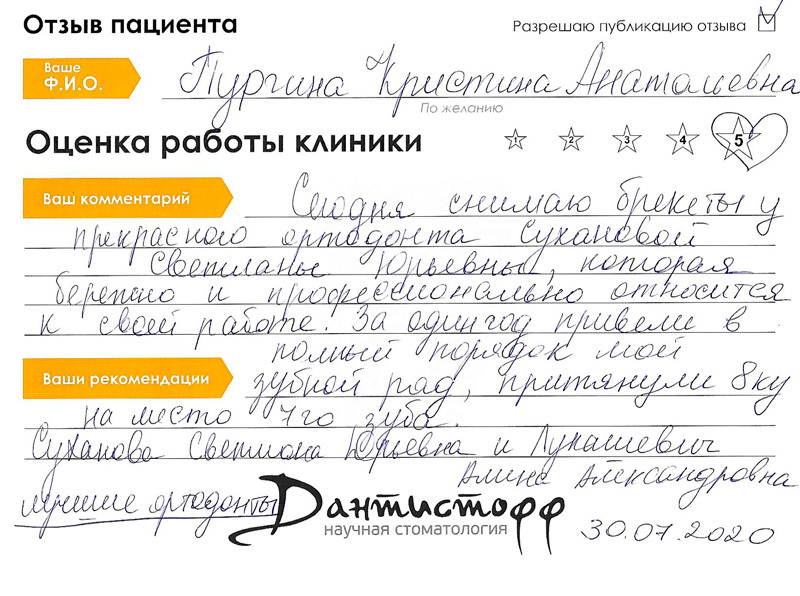 Отзыв пациента
Разрешаю публикацию отзыва
Ваше
Ф.И.О.
Пургина Кристина Анатольевна
По желанию
Оценка работы клиники
1 2 3 4 5
Ваш комментарий
Сегодня снимаю брекеты у
прекрасного ортодонта Сухановой
Светланы Юрьевны, которая
бережно и профессионально относится
к своей работе. За один год привели в
полный порядок мой
Ваши рекомендации
зубной ряд, притянули 8ку
на место 7го зуба.
Суханова Светлана Юрьевна и Лукашевич
Алина Александровна
лучшие ортодонты
Дантистофф
научная стоматология
30.07.2020